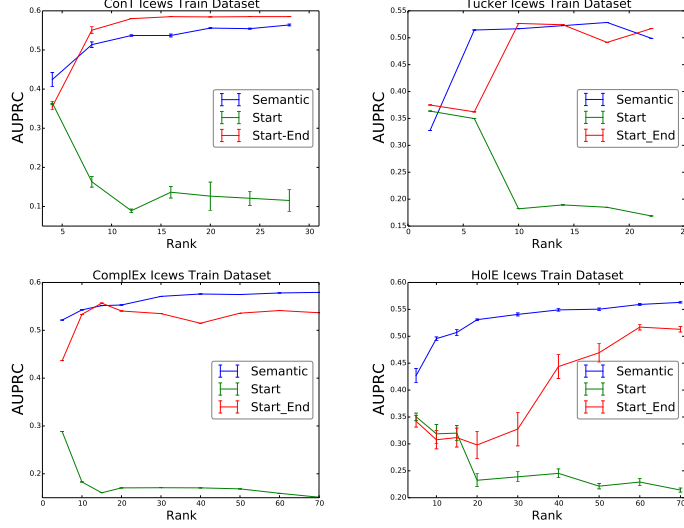 ConT Icews Train Dataset
0.6
0.5
0.4
0.3
0.2
0.1
AUPRC
Semantic
Start
Start-End
5 10 15 20 25 30
Rank
Tucker Icews Train Dataset
0.55
0.50
0.45
0.40
0.35
0.30
0.25
0.20
0.15
AUPRC
Semantic
Start
Start_End
0 5 10 15 20 25
Rank
ComplEx Icews Train Dataset
0.6
0.5
0.4
0.3
0.2
AUPRC
Semantic
Start
Start_End
0 10 20 30 40 50 60 70
Rank
HolE Icews Train Dataset
0.60
0.55
0.50
0.45
0.40
0.35
0.30
0.25
0.20
AUPRC
Semantic
Start
Start_End
10 20 30 40 50 60 70
Rank